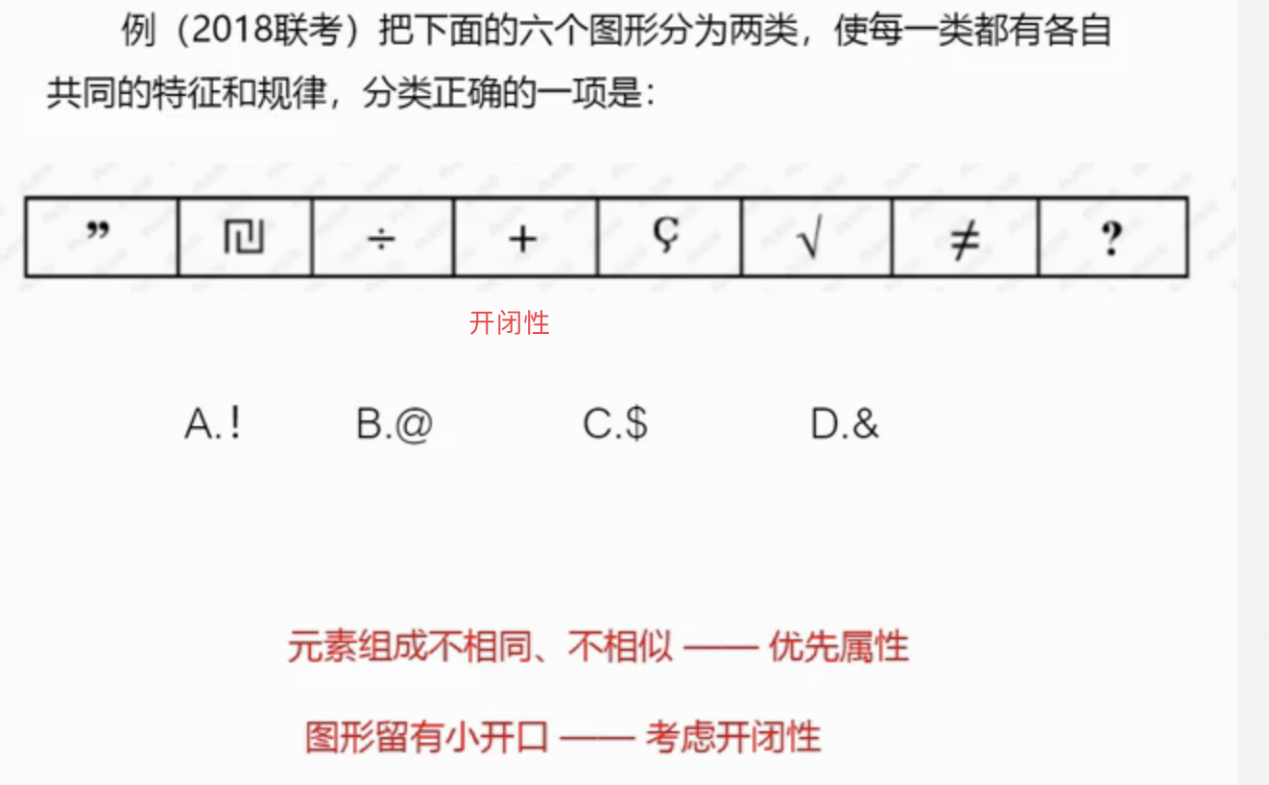 例（2018联考）把下面的六个图形分为两类，使每一类都有各自
共同的特征和规律，分类正确的一项是：
” ₪ ÷ + ç √ ≠ ?
开闭性
A.! B.@ C.$ D.&
元素组成不相同、不相似 —— 优先属性
图形留有小开口 —— 考虑开闭性